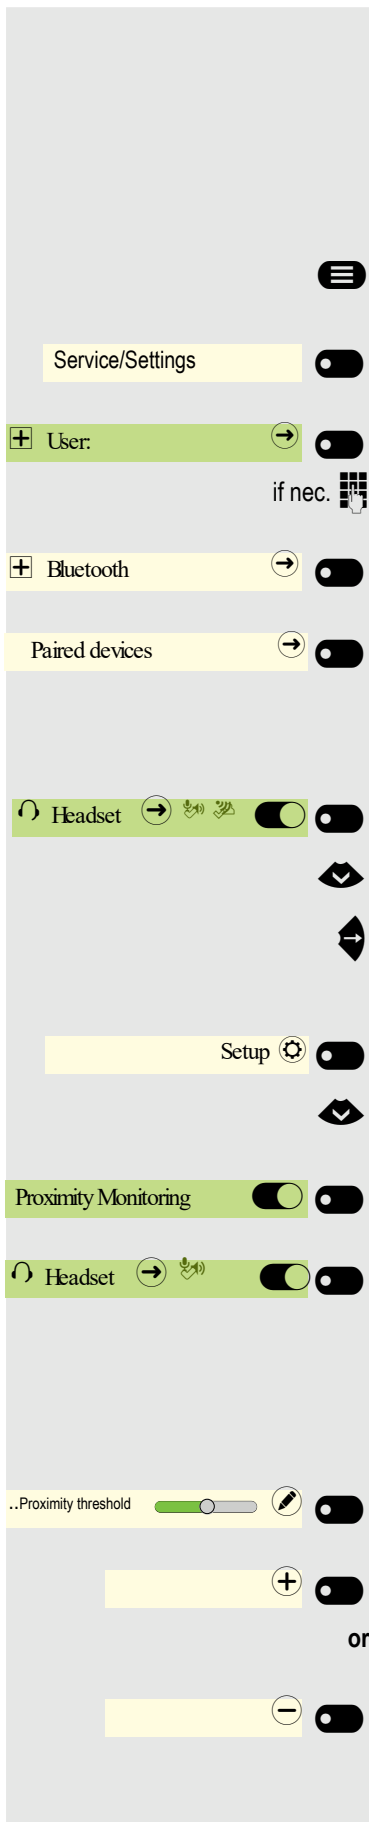 Service/Settings
User:
if nec.
Bluetooth
Paired devices
Headset
Setup
Proximity Monitoring
Headset
..Proximity threshold
or